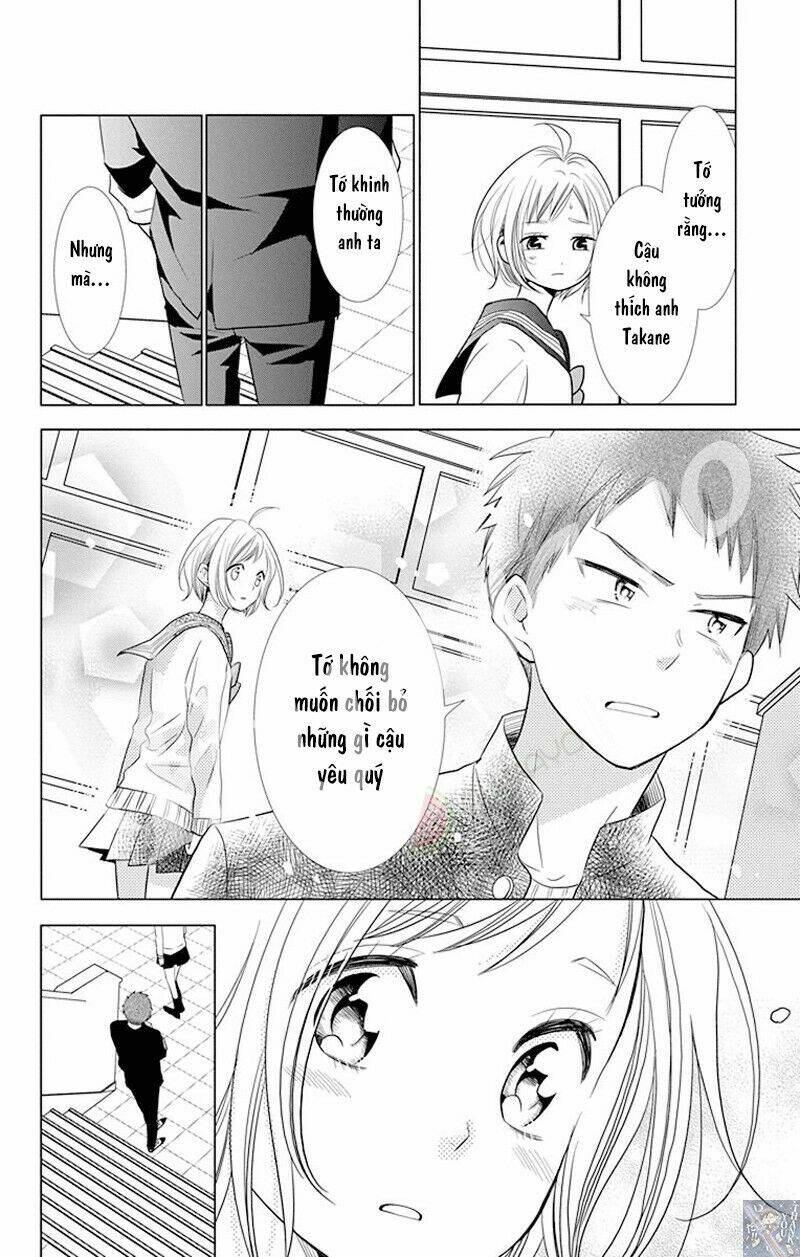 Tớ
tưởng
rằng...
Cậu
không
thích anh
Takane
Tớ khinh
thường
anh ta
Nhưng
mà...
Tớ không
muốn chối bỏ
những gì cậu
yêu quý